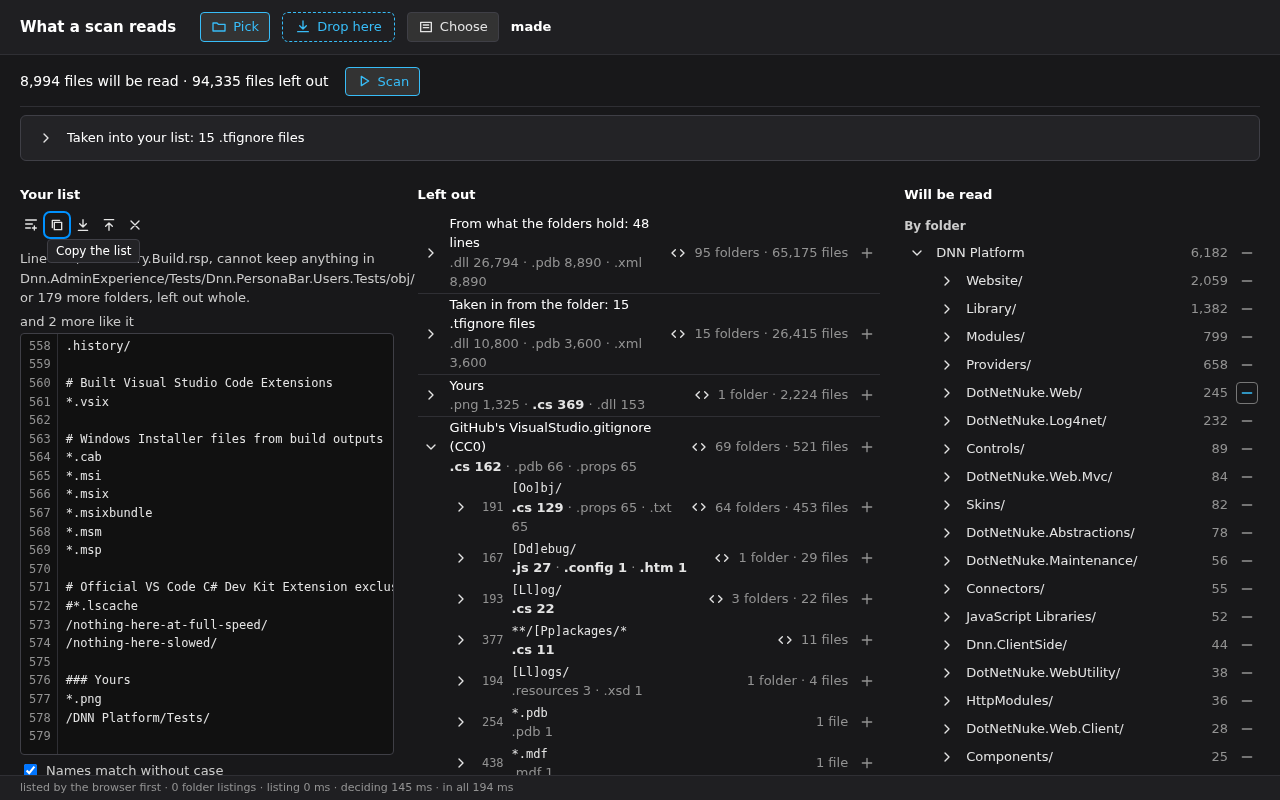 What a scan reads
Pick
Drop here
Choose
made
8,994 files will be read · 94,335 files left out
Scan
Taken into your list: 15 .tfignore files
Your list
Copy the list
Line
ry.Build.rsp, cannot keep anything in
Dnn.AdminExperience/Tests/Dnn.PersonaBar.Users.Tests/obj/
or 179 more folders, left out whole.
and 2 more like it
558 .history/
559
560 # Built Visual Studio Code Extensions
561 *.vsix
562
563 # Windows Installer files from build outputs
564 *.cab
565 *.msi
566 *.msix
567 *.msixbundle
568 *.msm
569 *.msp
570
571 # Official VS Code C# Dev Kit Extension exclus
572 #*.lscache
573 /nothing-here-at-full-speed/
574 /nothing-here-slowed/
575
576 ### Yours
577 *.png
578 /DNN Platform/Tests/
579
Names match without case
Left out
From what the folders hold: 48
lines
.dll 26,794 · .pdb 8,890 · .xml
8,890
95 folders · 65,175 files
Taken in from the folder: 15
.tfignore files
.dll 10,800 · .pdb 3,600 · .xml
3,600
15 folders · 26,415 files
Yours
.png 1,325 · .cs 369 · .dll 153
1 folder · 2,224 files
GitHub's VisualStudio.gitignore
(CC0)
.cs 162 · .pdb 66 · .props 65
69 folders · 521 files
191 [Oo]bj/
.cs 129 · .props 65 · .txt
65
64 folders · 453 files
167 [Dd]ebug/
.js 27 · .config 1 · .htm 1
1 folder · 29 files
193 [Ll]og/
.cs 22
3 folders · 22 files
377 **/[Pp]ackages/*
.cs 11
11 files
194 [Ll]ogs/
.resources 3 · .xsd 1
1 folder · 4 files
254 *.pdb
.pdb 1
1 file
438 *.mdf
.mdf 1
1 file
Will be read
By folder
DNN Platform 6,182
Website/ 2,059
Library/ 1,382
Modules/ 799
Providers/ 658
DotNetNuke.Web/ 245
DotNetNuke.Log4net/ 232
Controls/ 89
DotNetNuke.Web.Mvc/ 84
Skins/ 82
DotNetNuke.Abstractions/ 78
DotNetNuke.Maintenance/ 56
Connectors/ 55
JavaScript Libraries/ 52
Dnn.ClientSide/ 44
DotNetNuke.WebUtility/ 38
HttpModules/ 36
DotNetNuke.Web.Client/ 28
Components/ 25
listed by the browser first · 0 folder listings · listing 0 ms · deciding 145 ms · in all 194 ms